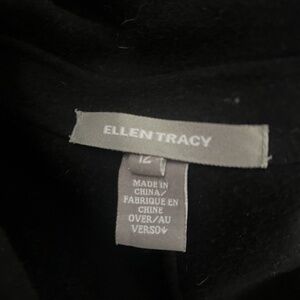 ELLEN TRACY
12
MADE IN
CHINA/
FABRIQUE EN
CHINE
OVER/AU
VERSO↓